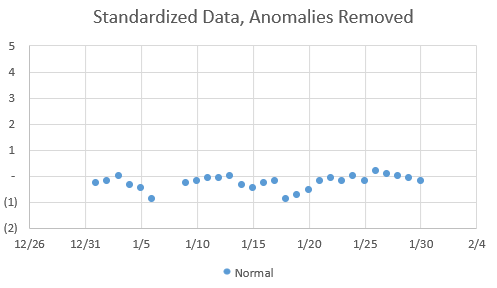 Standardized Data, Anomalies Removed
5
4
3
2
1
-
(1)
(2)
12/26 12/31 1/5 1/10 1/15 1/20 1/25 1/30 2/4
Normal